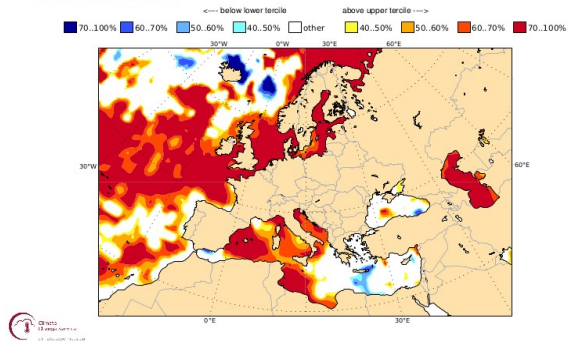 <---- below lower tercile above upper tercile ---->
70..100% 60..70% 50..60% 40..50% other 40..50% 50..60% 60..70% 70..100%
30°W 0°W 30°E 60°E
30°W 60°E
0°E 30°E
Climate